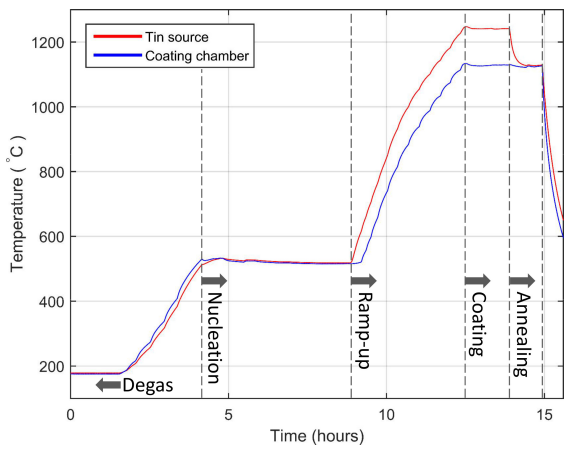 1200
1000
800
600
400
200
Temperature ( °C)
Tin source
Coating chamber
Degas
Nucleation
Ramp-up
Coating
Annealing
0
5
10
15
Time (hours)